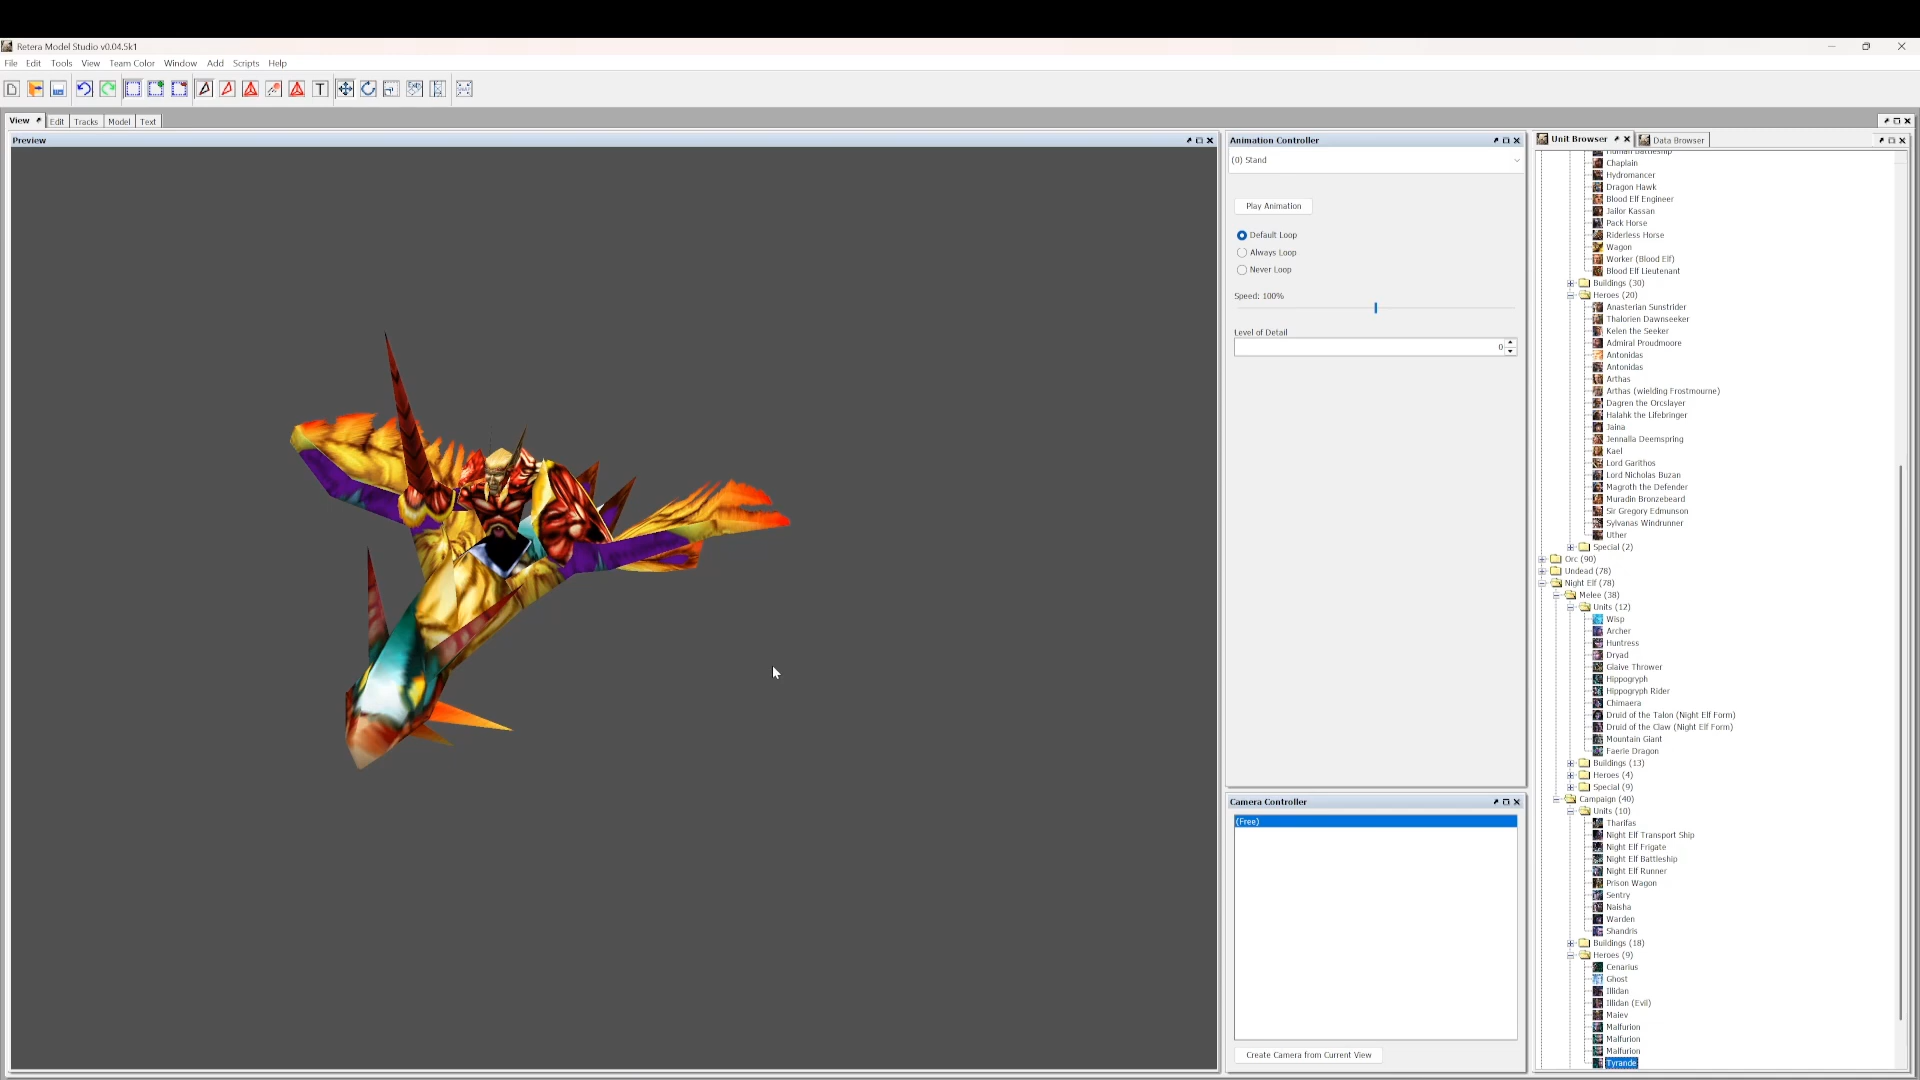 Retera Model Studio v0.04.5k1
File Edit Tools View Team Color Window Add Scripts Help
View Edit Tracks Model Text
Preview
Animation Controller
(0) Stand
Play Animation
Default Loop
Always Loop
Never Loop
Speed: 100%
Level of Detail
0
Camera Controller
(Free)
Create Camera from Current View
Unit Browser Data Browser
Human Battleship
Chaplain
Hydromancer
Dragon Hawk
Blood Elf Engineer
Jailor Kassan
Pack Horse
Riderless Horse
Wagon
Worker (Blood Elf)
Blood Elf Lieutenant
Buildings (30)
Heroes (20)
Anasterian Sunstrider
Thalorien Dawnseeker
Kelen the Seeker
Admiral Proudmoore
Antonidas
Antonidas
Arthas
Arthas (wielding Frostmourne)
Dagren the Orcslayer
Halahk the Lifebringer
Jaina
Jennalla Deemspring
Kael
Lord Garithos
Lord Nicholas Buzan
Magroth the Defender
Muradin Bronzebeard
Sir Gregory Edmunson
Sylvanas Windrunner
Uther
Special (2)
Orc (90)
Undead (78)
Night Elf (78)
Melee (38)
Units (12)
Wisp
Archer
Huntress
Dryad
Glaive Thrower
Hippogryph
Hippogryph Rider
Chimaera
Druid of the Talon (Night Elf Form)
Druid of the Claw (Night Elf Form)
Mountain Giant
Faerie Dragon
Buildings (13)
Heroes (4)
Special (9)
Campaign (40)
Units (10)
Tharifas
Night Elf Transport Ship
Night Elf Frigate
Night Elf Battleship
Night Elf Runner
Prison Wagon
Sentry
Naisha
Warden
Shandris
Buildings (18)
Heroes (9)
Cenarius
Ghost
Illidan
Illidan (Evil)
Maiev
Malfurion
Malfurion
Malfurion
Tyrande